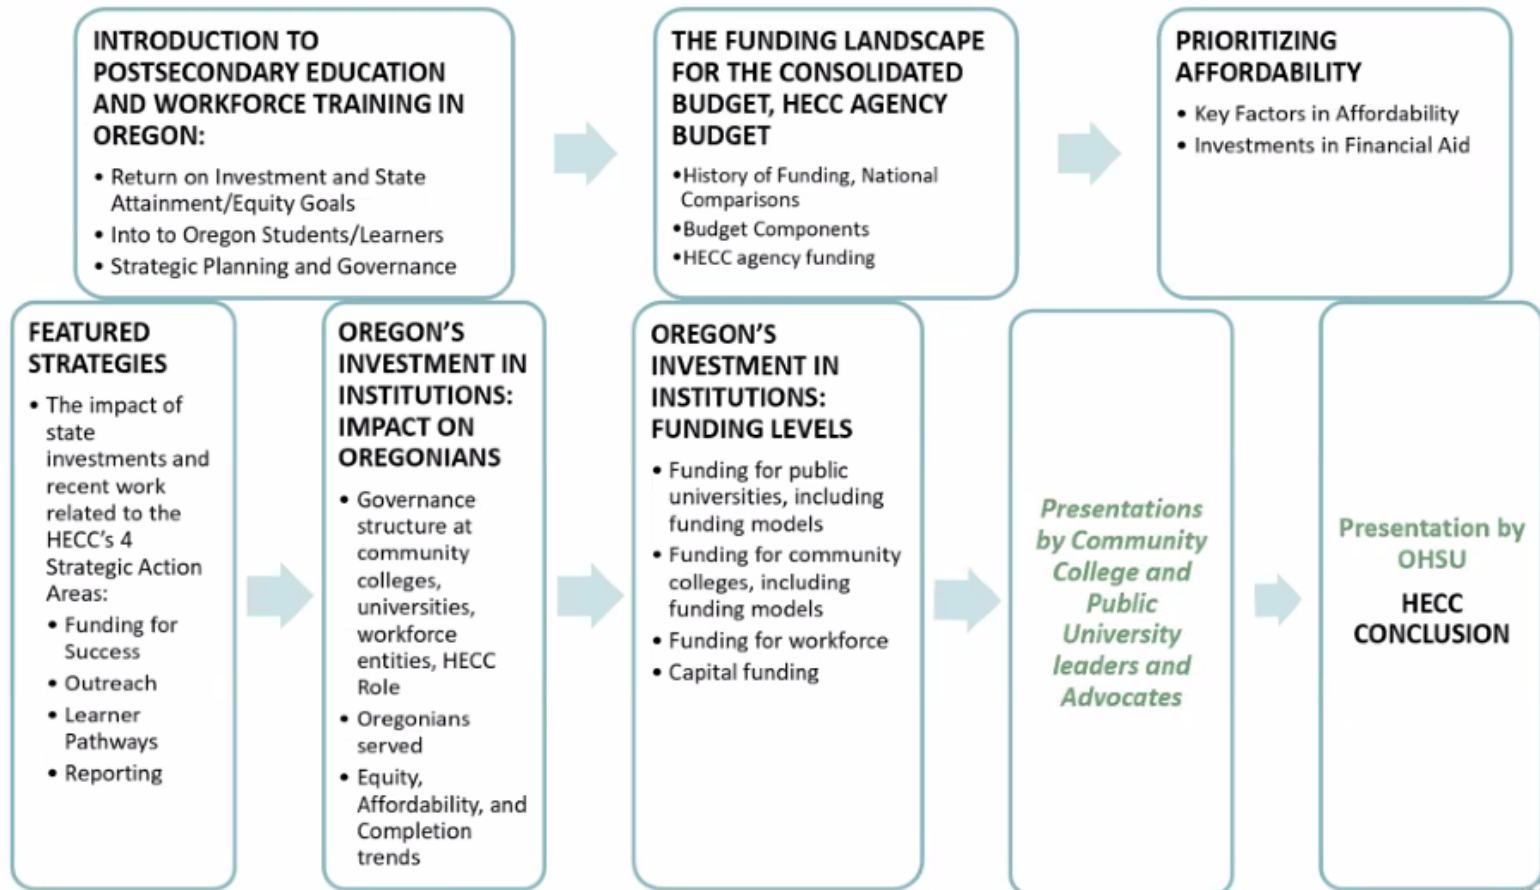 INTRODUCTION TO
POSTSECONDARY EDUCATION
AND WORKFORCE TRAINING IN
OREGON:
• Return on Investment and State
Attainment/Equity Goals
• Into to Oregon Students/Learners
• Strategic Planning and Governance
THE FUNDING LANDSCAPE
FOR THE CONSOLIDATED
BUDGET, HECC AGENCY
BUDGET
•History of Funding, National
Comparisons
•Budget Components
•HECC agency funding
PRIORITIZING
AFFORDABILITY
• Key Factors in Affordability
• Investments in Financial Aid
FEATURED
STRATEGIES
• The impact of
state
investments and
recent work
related to the
HECC's 4
Strategic Action
Areas:
• Funding for
Success
• Outreach
• Learner
Pathways
• Reporting
OREGON'S
INVESTMENT IN
INSTITUTIONS:
IMPACT ON
OREGONIANS
• Governance
structure at
community
colleges,
universities,
workforce
entities, HECC
Role
• Oregonians
served
• Equity,
Affordability, and
Completion
trends
OREGON'S
INVESTMENT IN
INSTITUTIONS:
FUNDING LEVELS
• Funding for public
universities, including
funding models
• Funding for community
colleges, including
funding models
• Funding for workforce
• Capital funding
Presentations
by Community
College and
Public
University
leaders and
Advocates
Presentation by
OHSU
HECC
CONCLUSION